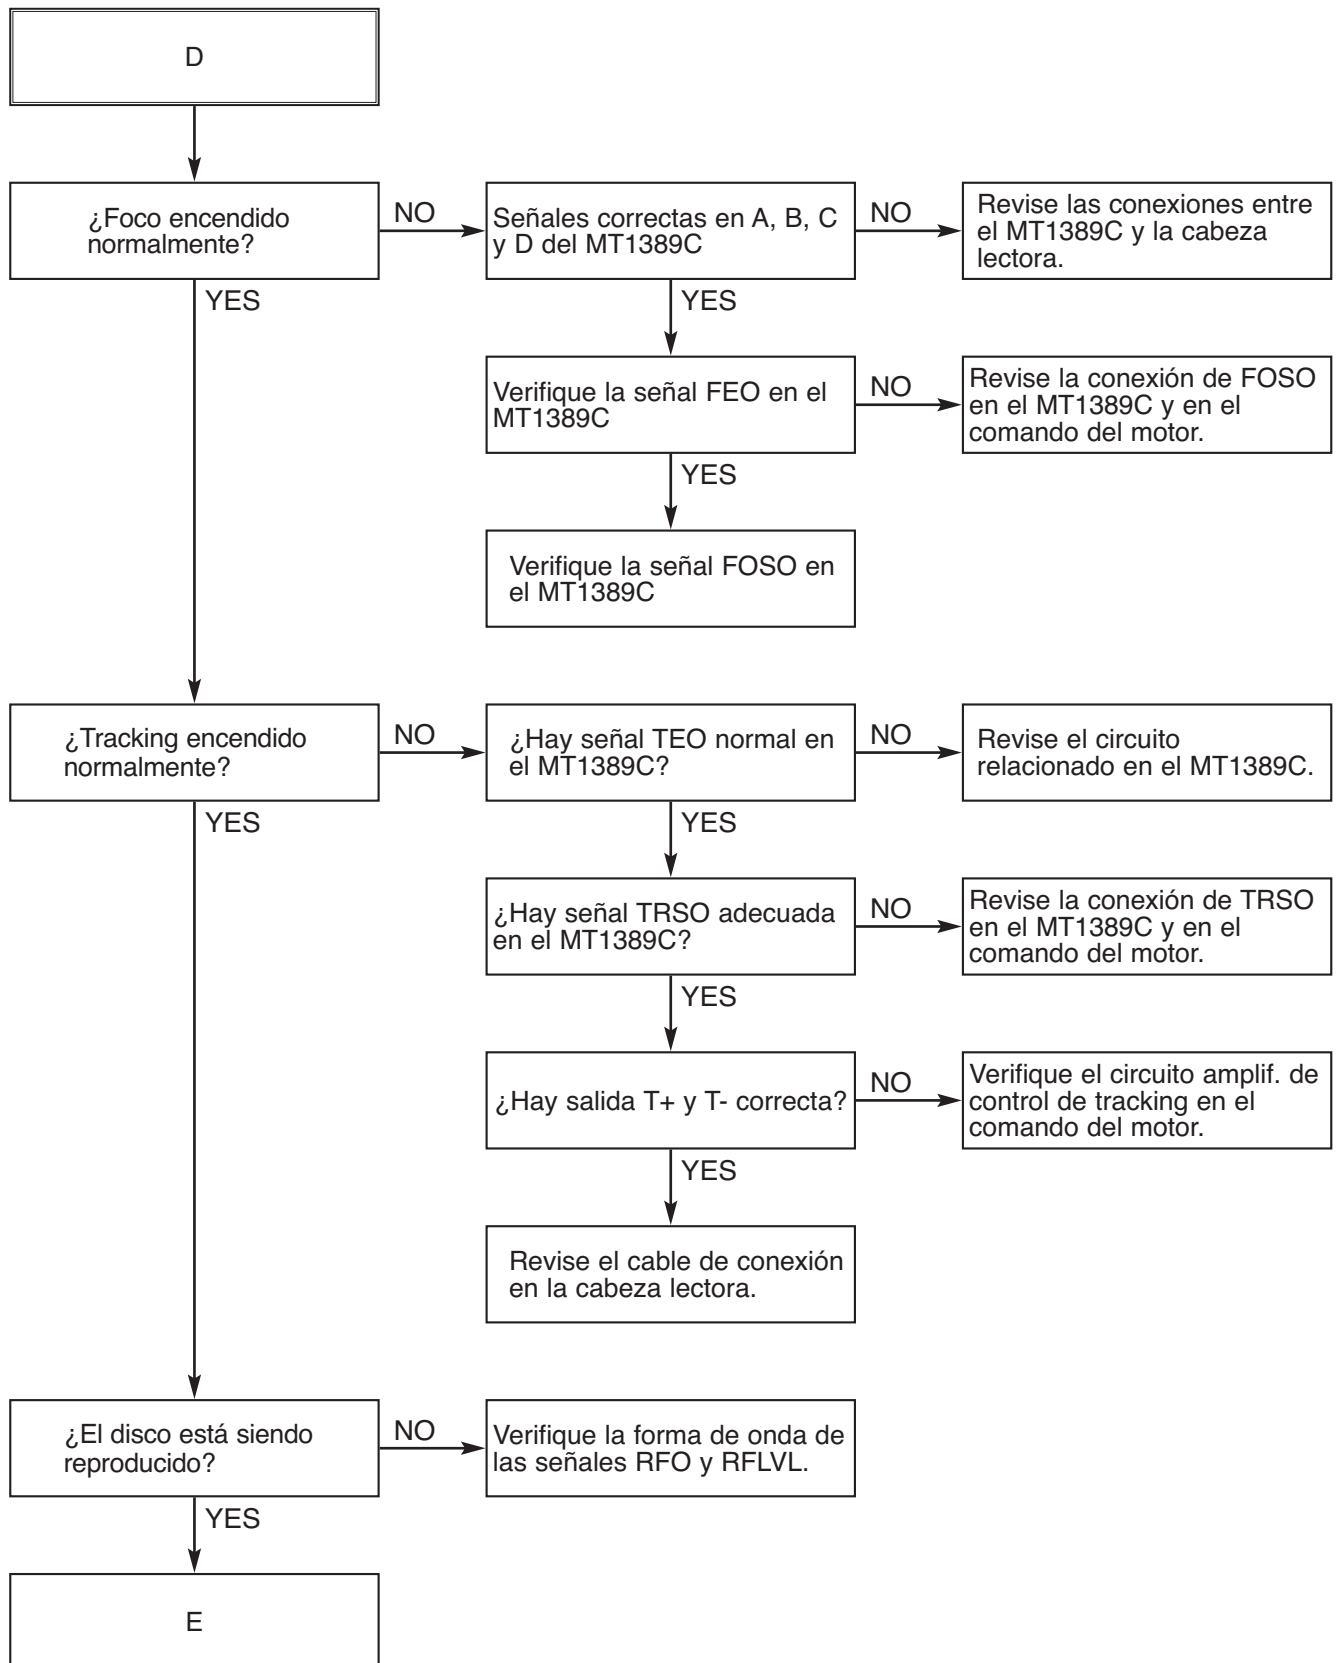 D
¿Foco encendido
normalmente?
NO
Señales correctas en A, B, C
y D del MT1389C
NO
Revise las conexiones entre
el MT1389C y la cabeza
lectora.
YES
YES
Verifique la señal FEO en el
MT1389C
NO
Revise la conexión de FOSO
en el MT1389C y en el
comando del motor.
YES
Verifique la señal FOSO en
el MT1389C
¿Tracking encendido
normalmente?
NO
¿Hay señal TEO normal en
el MT1389C?
NO
Revise el circuito
relacionado en el MT1389C.
YES
YES
¿Hay señal TRSO adecuada
en el MT1389C?
NO
Revise la conexión de TRSO
en el MT1389C y en el
comando del motor.
YES
¿Hay salida T+ y T- correcta?
NO
Verifique el circuito amplif. de
control de tracking en el
comando del motor.
YES
Revise el cable de conexión
en la cabeza lectora.
¿El disco está siendo
reproducido?
NO
Verifique la forma de onda de
las señales RFO y RFLVL.
YES
E